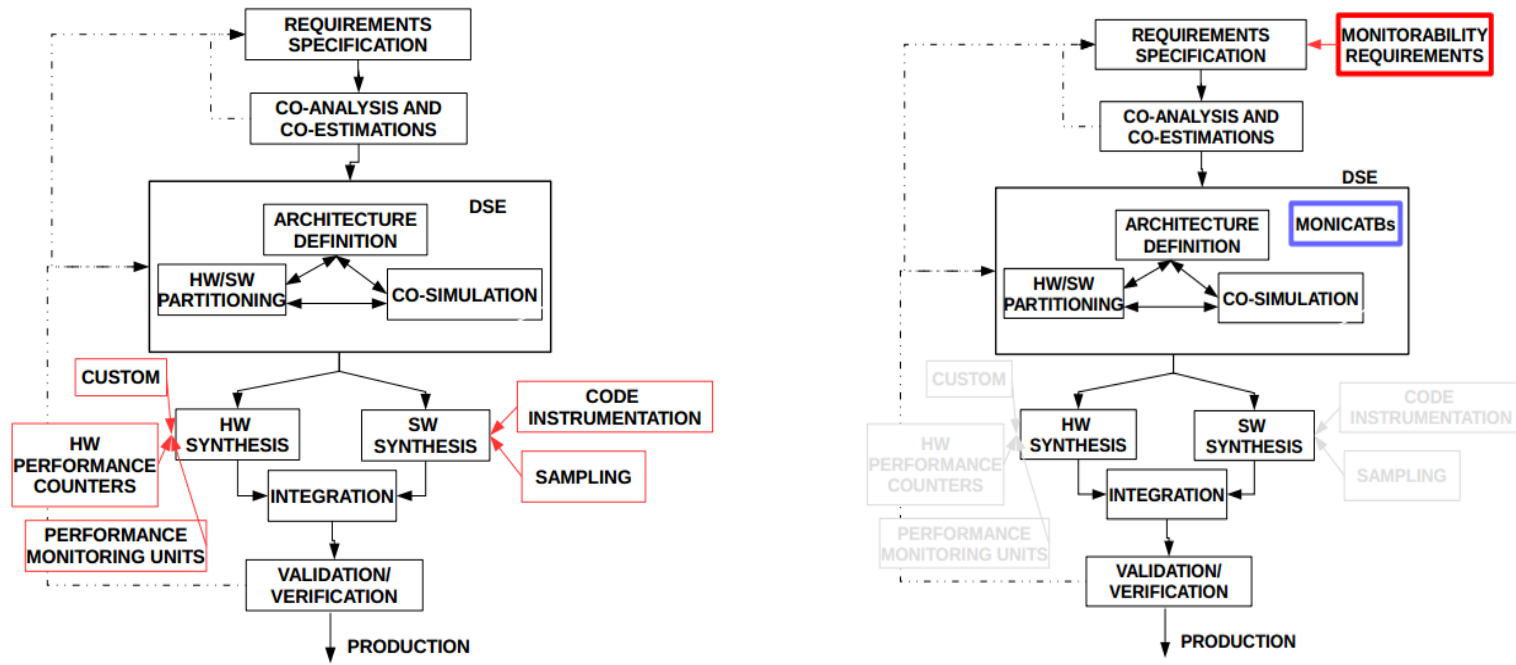 REQUIREMENTS
SPECIFICATION
CO-ANALYSIS AND
CO-ESTIMATIONS
DSE
ARCHITECTURE
DEFINITION
HW/SW
PARTITIONING
CO-SIMULATION
CUSTOM
HW
SYNTHESIS
SW
SYNTHESIS
CODE
INSTRUMENTATION
HW
PERFORMANCE
COUNTERS
SAMPLING
INTEGRATION
PERFORMANCE
MONITORING UNITS
VALIDATION/
VERIFICATION
PRODUCTION
REQUIREMENTS
SPECIFICATION
MONITORABILITY
REQUIREMENTS
CO-ANALYSIS AND
CO-ESTIMATIONS
DSE
ARCHITECTURE
DEFINITION
MONICATBs
HW/SW
PARTITIONING
CO-SIMULATION
CUSTOM
HW
SYNTHESIS
SW
SYNTHESIS
CODE
INSTRUMENTATION
HW
PERFORMANCE
COUNTERS
SAMPLING
INTEGRATION
PERFORMANCE
MONITORING UNITS
VALIDATION/
VERIFICATION
PRODUCTION